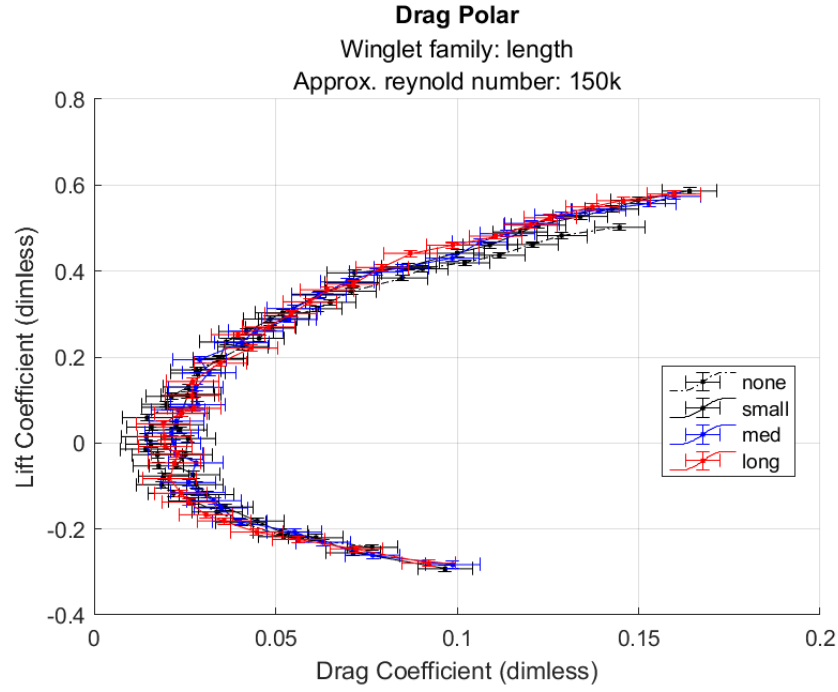 Drag Polar
Winglet family: length
Approx. reynold number: 150k
0.8
0.6
0.4
0.2
0
-0.2
-0.4
Lift Coefficient (dimless)
none
small
med
long
0
0.05
0.1
0.15
0.2
Drag Coefficient (dimless)